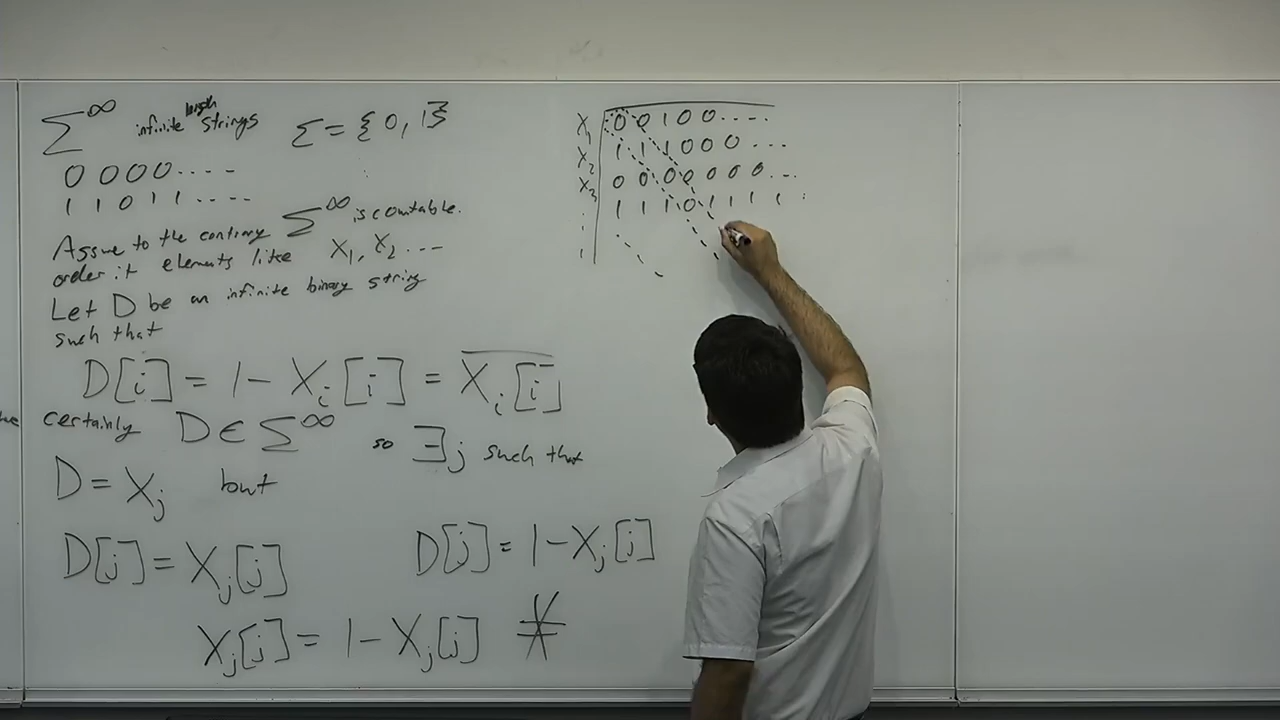 Σ^∞ infinite length strings Σ = {0, 1}
0 0 0 0 . . . .
1 1 0 1 1 . . . .
Assume to the contrary Σ^∞ is countable.
order it elements like X₁, X₂ ...
Let D be an infinite binary string
such that
D[i] = 1 - Xᵢ[i] = X̅ᵢ[i]
certainly D ∈ Σ^∞ so ∃j such that
D = Xⱼ but
D[j] = Xⱼ[j] D[j] = 1 - Xⱼ[j]
Xⱼ[j] = 1 - Xⱼ[j] ※
X₁ 0 0 1 0 0 . . . .
X₂ 1 1 1 0 0 0 . . .
X₃ 0 0 0 0 0 0 0 . . .
1 1 1 0 1 1 1 1